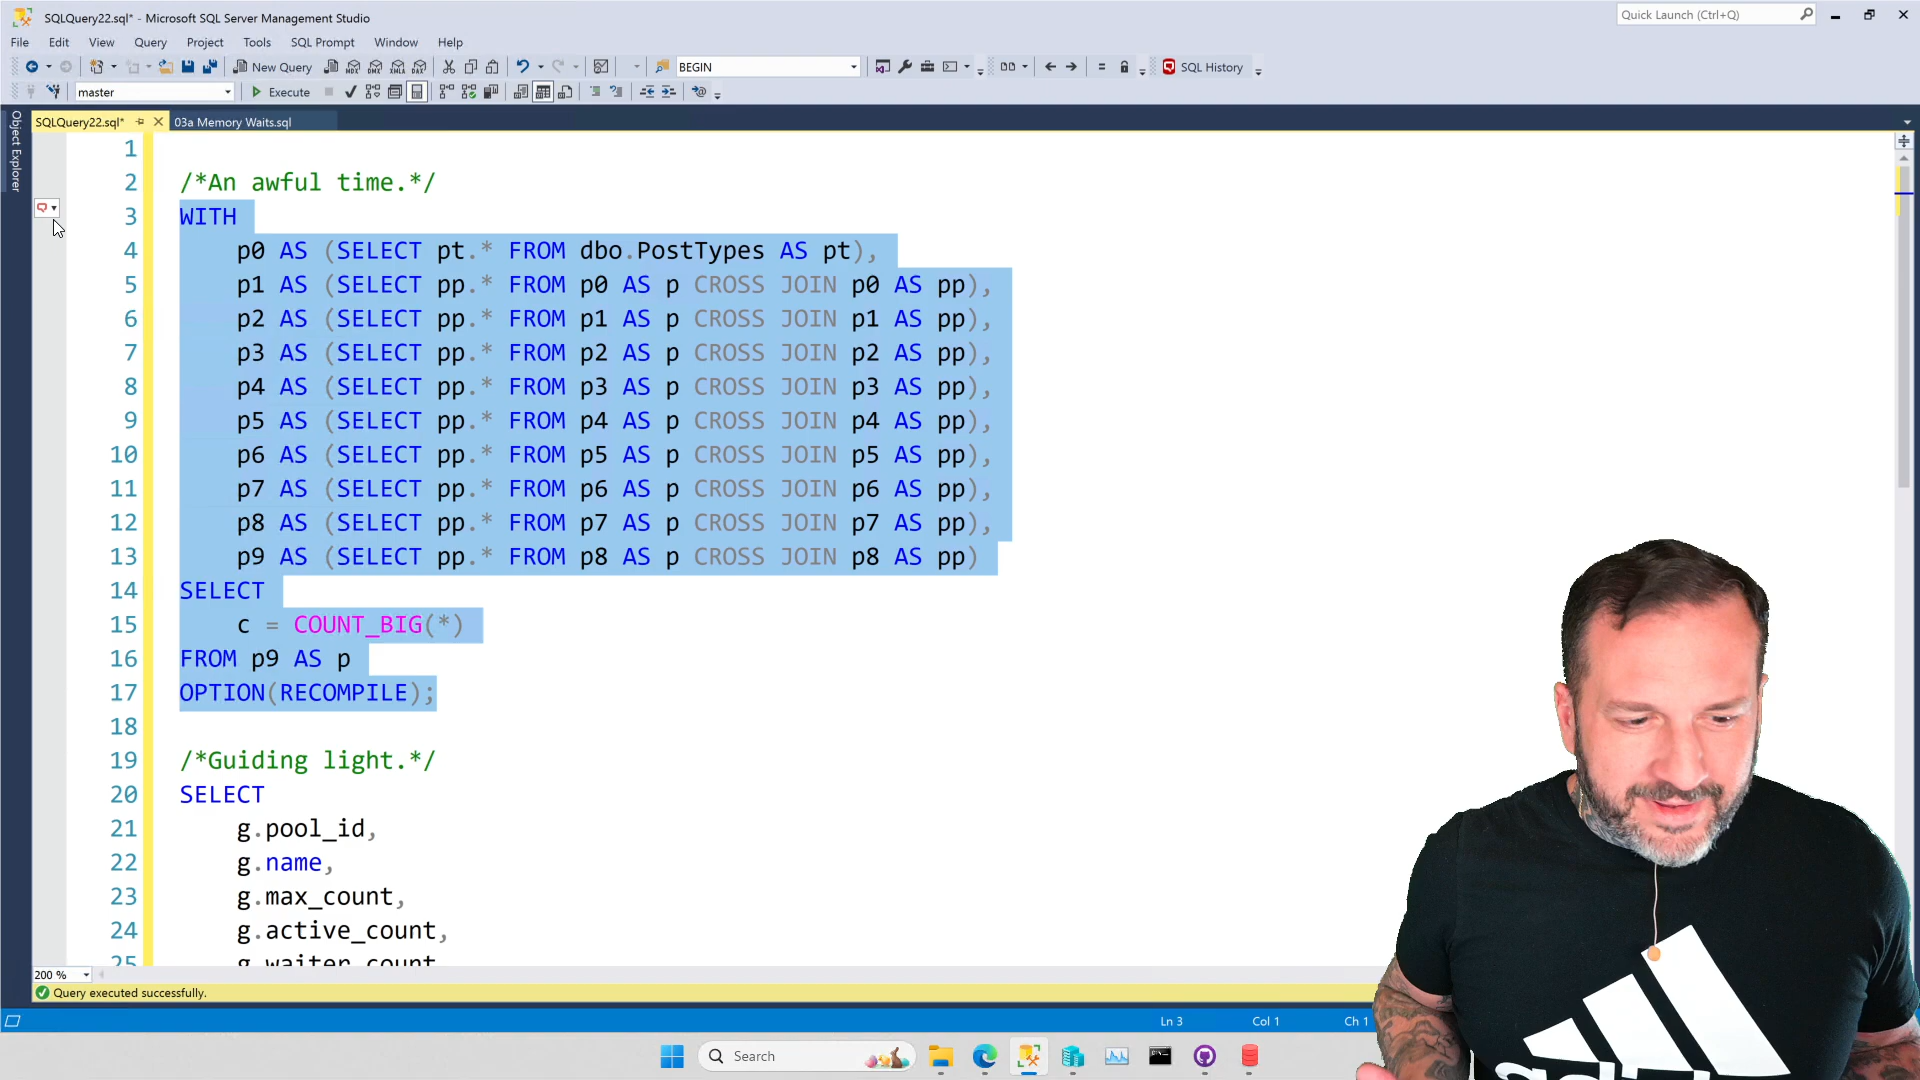 SQLQuery22.sql* - Microsoft SQL Server Management Studio
Quick Launch (Ctrl+Q)
File Edit View Query Project Tools SQL Prompt Window Help
New Query
BEGIN
SQL History
master
Execute
SQLQuery22.sql*
03a Memory Waits.sql
Object Explorer
1
2 /*An awful time.*/
3 WITH
4 p0 AS (SELECT pt.* FROM dbo.PostTypes AS pt),
5 p1 AS (SELECT pp.* FROM p0 AS p CROSS JOIN p0 AS pp),
6 p2 AS (SELECT pp.* FROM p1 AS p CROSS JOIN p1 AS pp),
7 p3 AS (SELECT pp.* FROM p2 AS p CROSS JOIN p2 AS pp),
8 p4 AS (SELECT pp.* FROM p3 AS p CROSS JOIN p3 AS pp),
9 p5 AS (SELECT pp.* FROM p4 AS p CROSS JOIN p4 AS pp),
10 p6 AS (SELECT pp.* FROM p5 AS p CROSS JOIN p5 AS pp),
11 p7 AS (SELECT pp.* FROM p6 AS p CROSS JOIN p6 AS pp),
12 p8 AS (SELECT pp.* FROM p7 AS p CROSS JOIN p7 AS pp),
13 p9 AS (SELECT pp.* FROM p8 AS p CROSS JOIN p8 AS pp)
14 SELECT
15 c = COUNT_BIG(*)
16 FROM p9 AS p
17 OPTION(RECOMPILE);
18
19 /*Guiding light.*/
20 SELECT
21 g.pool_id,
22 g.name,
23 g.max_count,
24 g.active_count,
25 g.waiter_count
200 %
Query executed successfully.
Ln 3 Col 1 Ch 1
Search